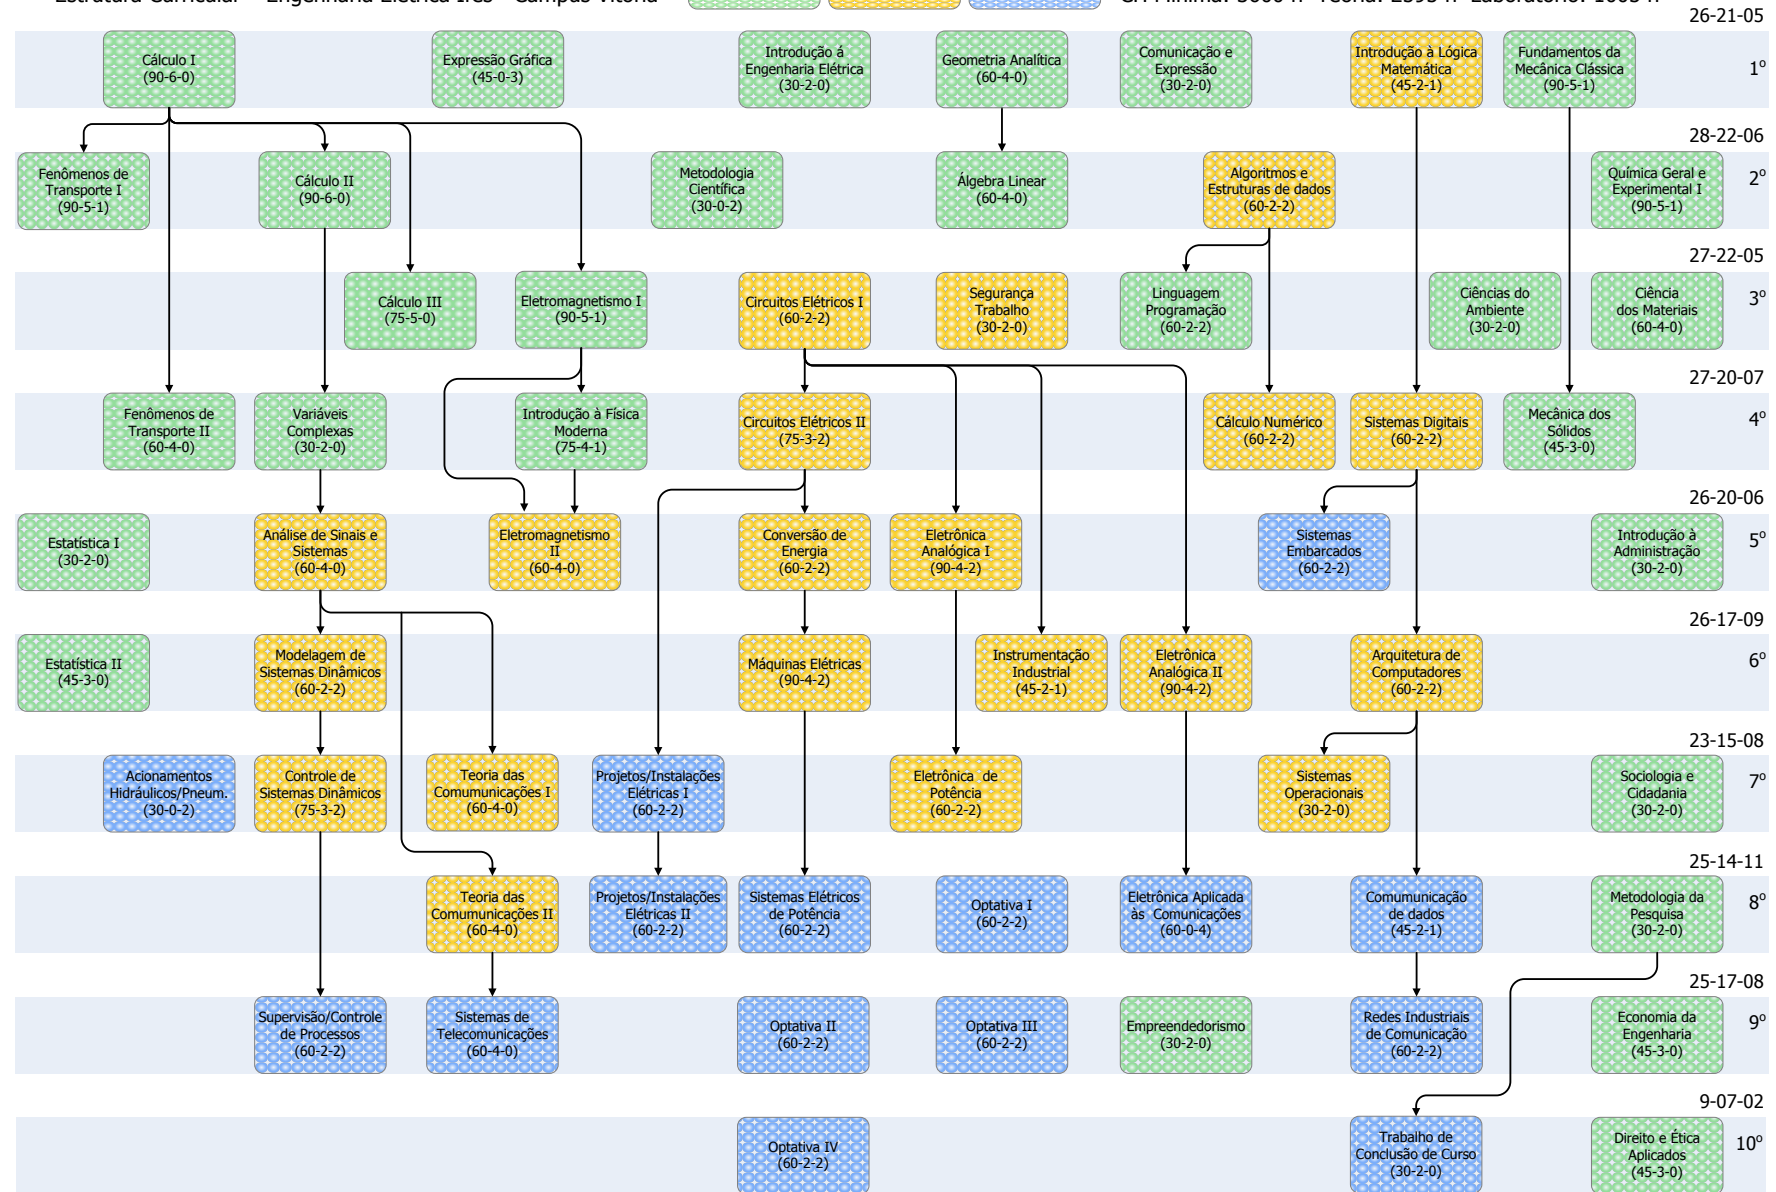 26-21-05
Cálculo I
(90-6-0)
Expressão Gráfica
(45-0-3)
Introdução á
Engenharia Elétrica
(30-2-0)
Geometria Analítica
(60-4-0)
Comunicação e
Expressão
(30-2-0)
Introdução à Lógica
Matemática
(45-2-1)
Fundamentos da
Mecânica Clássica
(90-5-1)
1º
28-22-06
Fenômenos de
Transporte I
(90-5-1)
Cálculo II
(90-6-0)
Metodologia
Científica
(30-0-2)
Álgebra Linear
(60-4-0)
Algoritmos e
Estruturas de dados
(60-2-2)
Química Geral e
Experimental I
(90-5-1)
2º
27-22-05
Cálculo III
(75-5-0)
Eletromagnetismo I
(90-5-1)
Circuitos Elétricos I
(60-2-2)
Segurança
Trabalho
(30-2-0)
Linguagem
Programação
(60-2-2)
Ciências do
Ambiente
(30-2-0)
Ciência
dos Materiais
(60-4-0)
3º
27-20-07
Fenômenos de
Transporte II
(60-4-0)
Variáveis
Complexas
(30-2-0)
Introdução à Física
Moderna
(75-4-1)
Circuitos Elétricos II
(75-3-2)
Cálculo Numérico
(60-2-2)
Sistemas Digitais
(60-2-2)
Mecânica dos
Sólidos
(45-3-0)
4º
26-20-06
Estatística I
(30-2-0)
Análise de Sinais e
Sistemas
(60-4-0)
Eletromagnetismo
II
(60-4-0)
Conversão de
Energia
(60-2-2)
Eletrônica
Analógica I
(90-4-2)
Sistemas
Embarcados
(60-2-2)
Introdução à
Administração
(30-2-0)
5º
26-17-09
Estatística II
(45-3-0)
Modelagem de
Sistemas Dinâmicos
(60-2-2)
Máquinas Elétricas
(90-4-2)
Instrumentação
Industrial
(45-2-1)
Eletrônica
Analógica II
(90-4-2)
Arquitetura de
Computadores
(60-2-2)
6º
23-15-08
Acionamentos
Hidráulicos/Pneum.
(30-0-2)
Controle de
Sistemas Dinâmicos
(75-3-2)
Teoria das
Comumunicações I
(60-4-0)
Projetos/Instalações
Elétricas I
(60-2-2)
Eletrônica de
Potência
(60-2-2)
Sistemas
Operacionais
(30-2-0)
Sociologia e
Cidadania
(30-2-0)
7º
25-14-11
Teoria das
Comumunicações II
(60-4-0)
Projetos/Instalações
Elétricas II
(60-2-2)
Sistemas Elétricos
de Potência
(60-2-2)
Optativa I
(60-2-2)
Eletrônica Aplicada
às Comunicações
(60-0-4)
Comumunicação
de dados
(45-2-1)
Metodologia da
Pesquisa
(30-2-0)
8º
25-17-08
Supervisão/Controle
de Processos
(60-2-2)
Sistemas de
Telecomunicações
(60-4-0)
Optativa II
(60-2-2)
Optativa III
(60-2-2)
Empreendedorismo
(30-2-0)
Redes Industriais
de Comunicação
(60-2-2)
Economia da
Engenharia
(45-3-0)
9º
9-07-02
Optativa IV
(60-2-2)
Trabalho de
Conclusão de Curso
(30-2-0)
Direito e Ética
Aplicados
(45-3-0)
10º